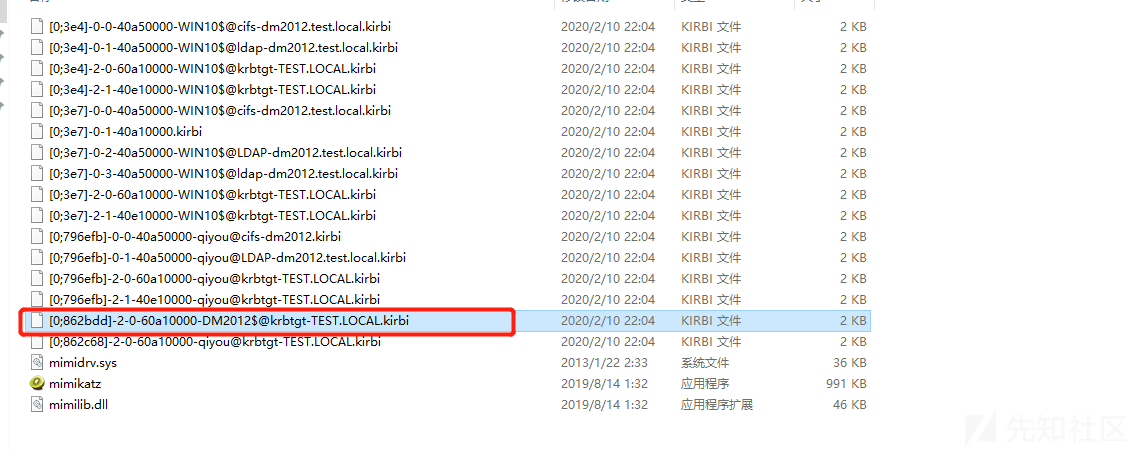 [0;3e4]-0-0-40a50000-WIN10$@cifs-dm2012.test.local.kirbi 2020/2/10 22:04 KIRBI 文件 2 KB
[0;3e4]-0-1-40a50000-WIN10$@ldap-dm2012.test.local.kirbi 2020/2/10 22:04 KIRBI 文件 2 KB
[0;3e4]-2-0-60a10000-WIN10$@krbtgt-TEST.LOCAL.kirbi 2020/2/10 22:04 KIRBI 文件 2 KB
[0;3e4]-2-1-40e10000-WIN10$@krbtgt-TEST.LOCAL.kirbi 2020/2/10 22:04 KIRBI 文件 2 KB
[0;3e7]-0-0-40a50000-WIN10$@cifs-dm2012.test.local.kirbi 2020/2/10 22:04 KIRBI 文件 2 KB
[0;3e7]-0-1-40a10000.kirbi 2020/2/10 22:04 KIRBI 文件 2 KB
[0;3e7]-0-2-40a50000-WIN10$@LDAP-dm2012.test.local.kirbi 2020/2/10 22:04 KIRBI 文件 2 KB
[0;3e7]-0-3-40a50000-WIN10$@ldap-dm2012.test.local.kirbi 2020/2/10 22:04 KIRBI 文件 2 KB
[0;3e7]-2-0-60a10000-WIN10$@krbtgt-TEST.LOCAL.kirbi 2020/2/10 22:04 KIRBI 文件 2 KB
[0;3e7]-2-1-40e10000-WIN10$@krbtgt-TEST.LOCAL.kirbi 2020/2/10 22:04 KIRBI 文件 2 KB
[0;796efb]-0-0-40a50000-qiyou@cifs-dm2012.kirbi 2020/2/10 22:04 KIRBI 文件 2 KB
[0;796efb]-0-1-40a50000-qiyou@LDAP-dm2012.test.local.kirbi 2020/2/10 22:04 KIRBI 文件 2 KB
[0;796efb]-2-0-60a10000-qiyou@krbtgt-TEST.LOCAL.kirbi 2020/2/10 22:04 KIRBI 文件 2 KB
[0;796efb]-2-1-40e10000-qiyou@krbtgt-TEST.LOCAL.kirbi 2020/2/10 22:04 KIRBI 文件 2 KB
[0;862bdd]-2-0-60a10000-DM2012$@krbtgt-TEST.LOCAL.kirbi 2020/2/10 22:04 KIRBI 文件 2 KB
[0;862c68]-2-0-60a10000-qiyou@krbtgt-TEST.LOCAL.kirbi 2020/2/10 22:04 KIRBI 文件 2 KB
mimidrv.sys 2013/1/22 2:33 系统文件 36 KB
mimikatz 2019/8/14 1:32 应用程序 991 KB
mimilib.dll 2019/8/14 1:32 应用程序扩展 46 KB
先知社区